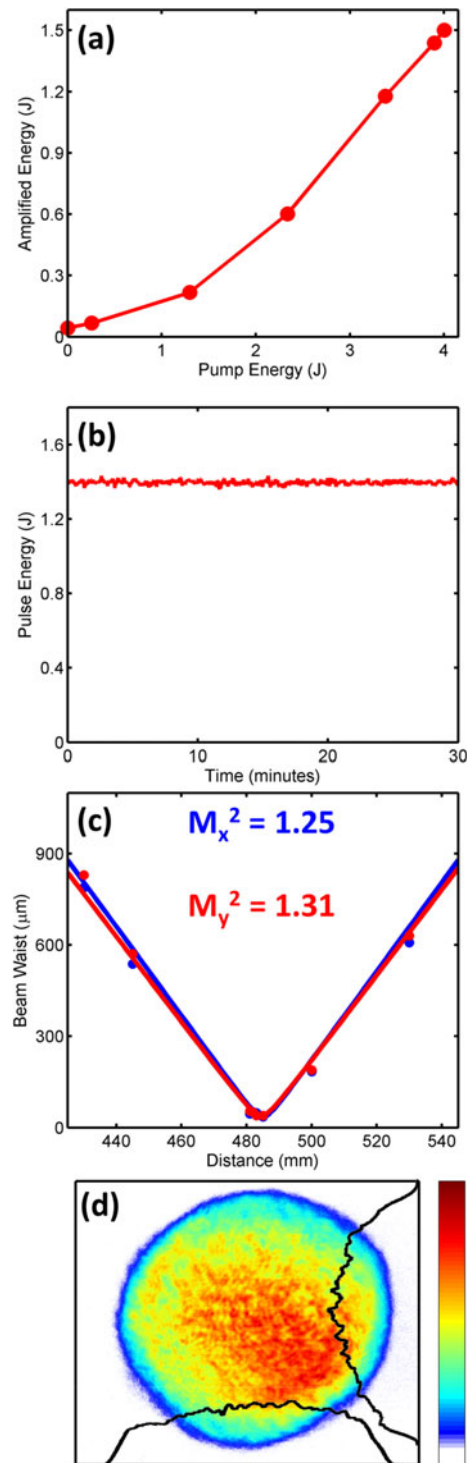 (a)
1.5
1.2
0.9
0.6
0.3
0
Amplified Energy (J)
0 1 2 3 4
Pump Energy (J)
(b)
1.6
1.2
0.8
0.4
0
Pulse Energy (J)
0 10 20 30
Time (minutes)
(c)
Mx² = 1.25
My² = 1.31
900
600
300
0
Beam Waist (μm)
440 460 480 500 520 540
Distance (mm)
(d)